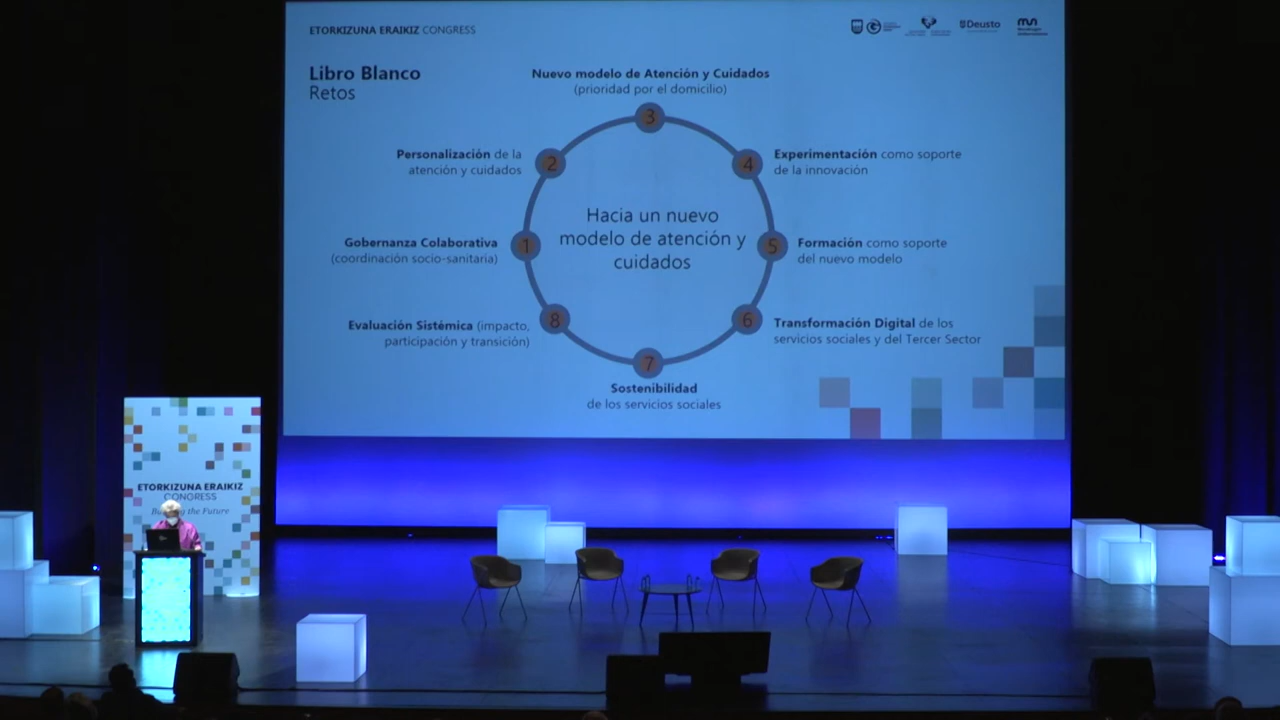 ETORKIZUNA ERAIKIZ CONGRESS
Deusto
Libro Blanco
Retos
Nuevo modelo de Atención y Cuidados
(prioridad por el domicilio)
3
Personalización de la
atención y cuidados
2
4
Experimentación como soporte
de la innovación
Hacia un nuevo
modelo de atención y
cuidados
Gobernanza Colaborativa
(coordinación socio-sanitaria)
1
5
Formación como soporte
del nuevo modelo
Evaluación Sistémica (impacto,
participación y transición)
8
6
Transformación Digital de los
servicios sociales y del Tercer Sector
7
Sostenibilidad
de los servicios sociales
ETORKIZUNA ERAIKIZ
CONGRESS
the Future